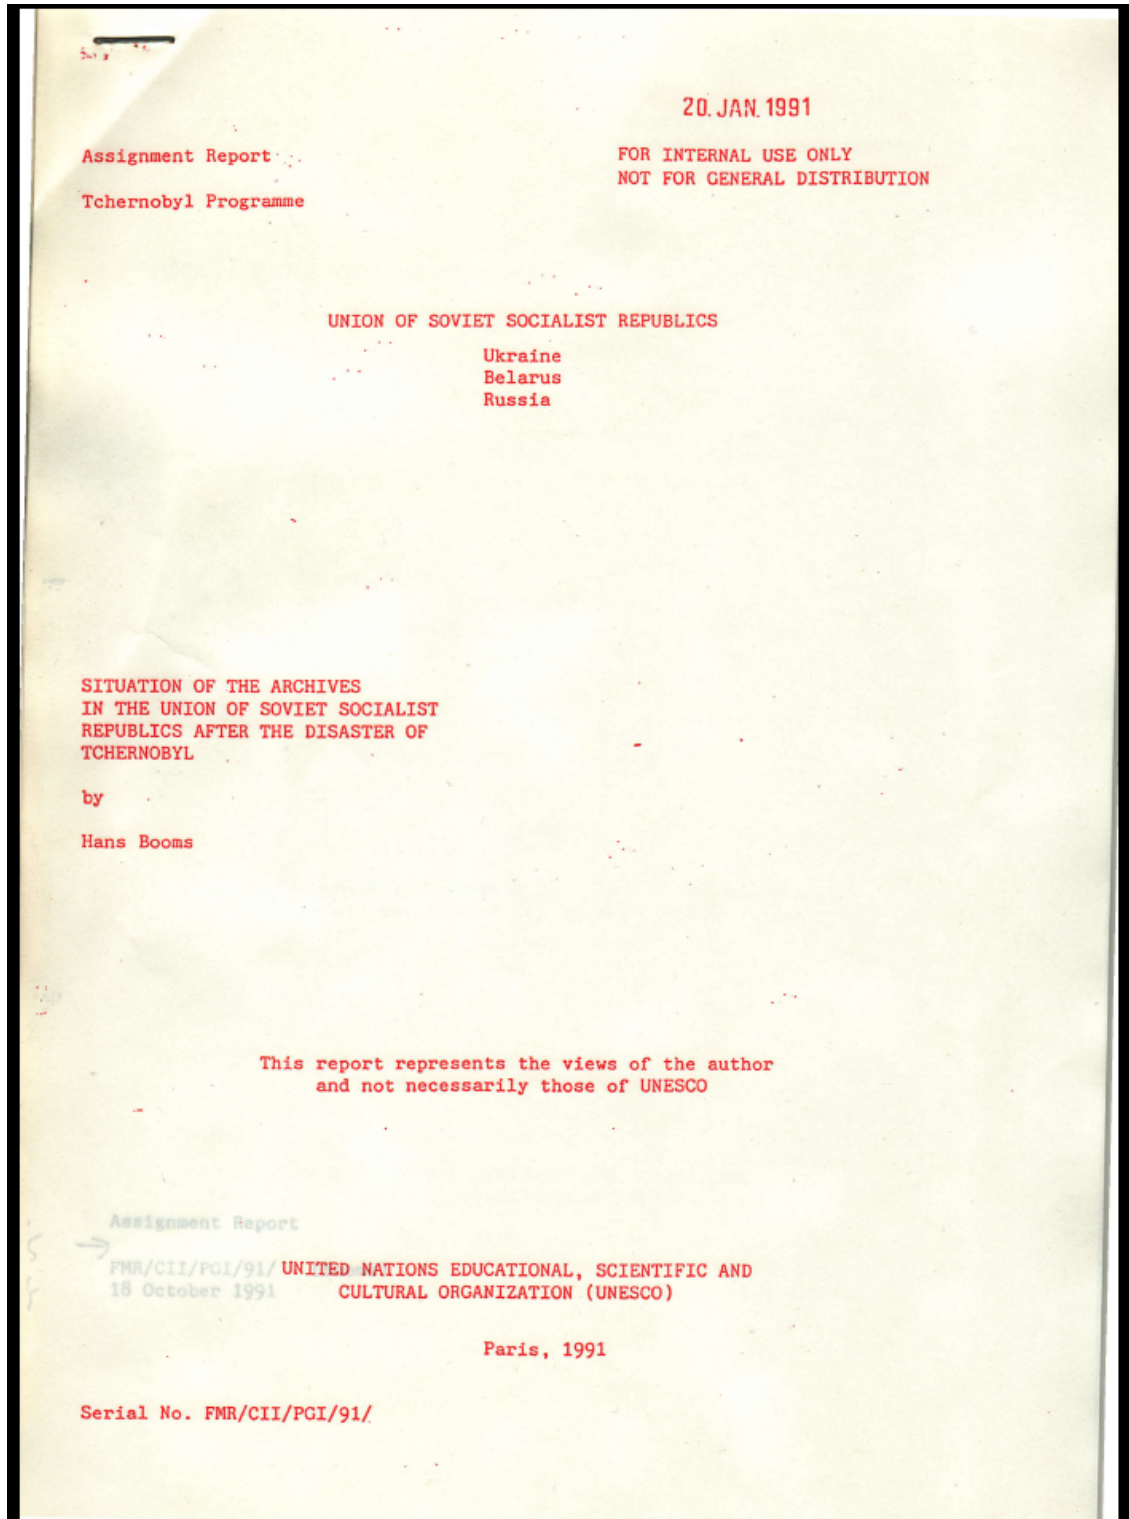 20. JAN. 1991
Assignment Report
FOR INTERNAL USE ONLY
NOT FOR GENERAL DISTRIBUTION
Tchernobyl Programme
UNION OF SOVIET SOCIALIST REPUBLICS
Ukraine
Belarus
Russia
SITUATION OF THE ARCHIVES
IN THE UNION OF SOVIET SOCIALIST
REPUBLICS AFTER THE DISASTER OF
TCHERNOBYL
by
Hans Booms
This report represents the views of the author
and not necessarily those of UNESCO
Assignment Report
FMR/CII/PGI/91/
18 October 1991
UNITED NATIONS EDUCATIONAL, SCIENTIFIC AND
CULTURAL ORGANIZATION (UNESCO)
Paris, 1991
Serial No. FMR/CII/PGI/91/